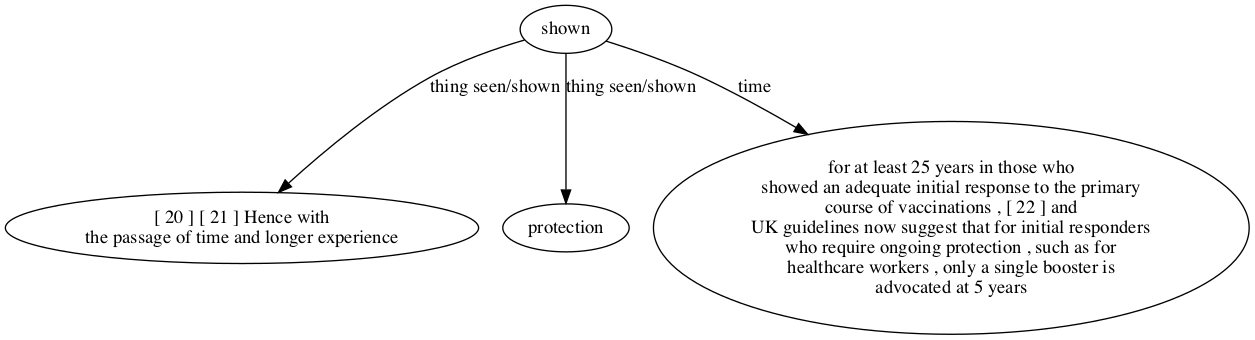 shown
thing seen/shown
thing seen/shown
time
[ 20 ] [ 21 ] Hence with
the passage of time and longer experience
protection
for at least 25 years in those who
showed an adequate initial response to the primary
course of vaccinations , [ 22 ] and
UK guidelines now suggest that for initial responders
who require ongoing protection , such as for
healthcare workers , only a single booster is
advocated at 5 years